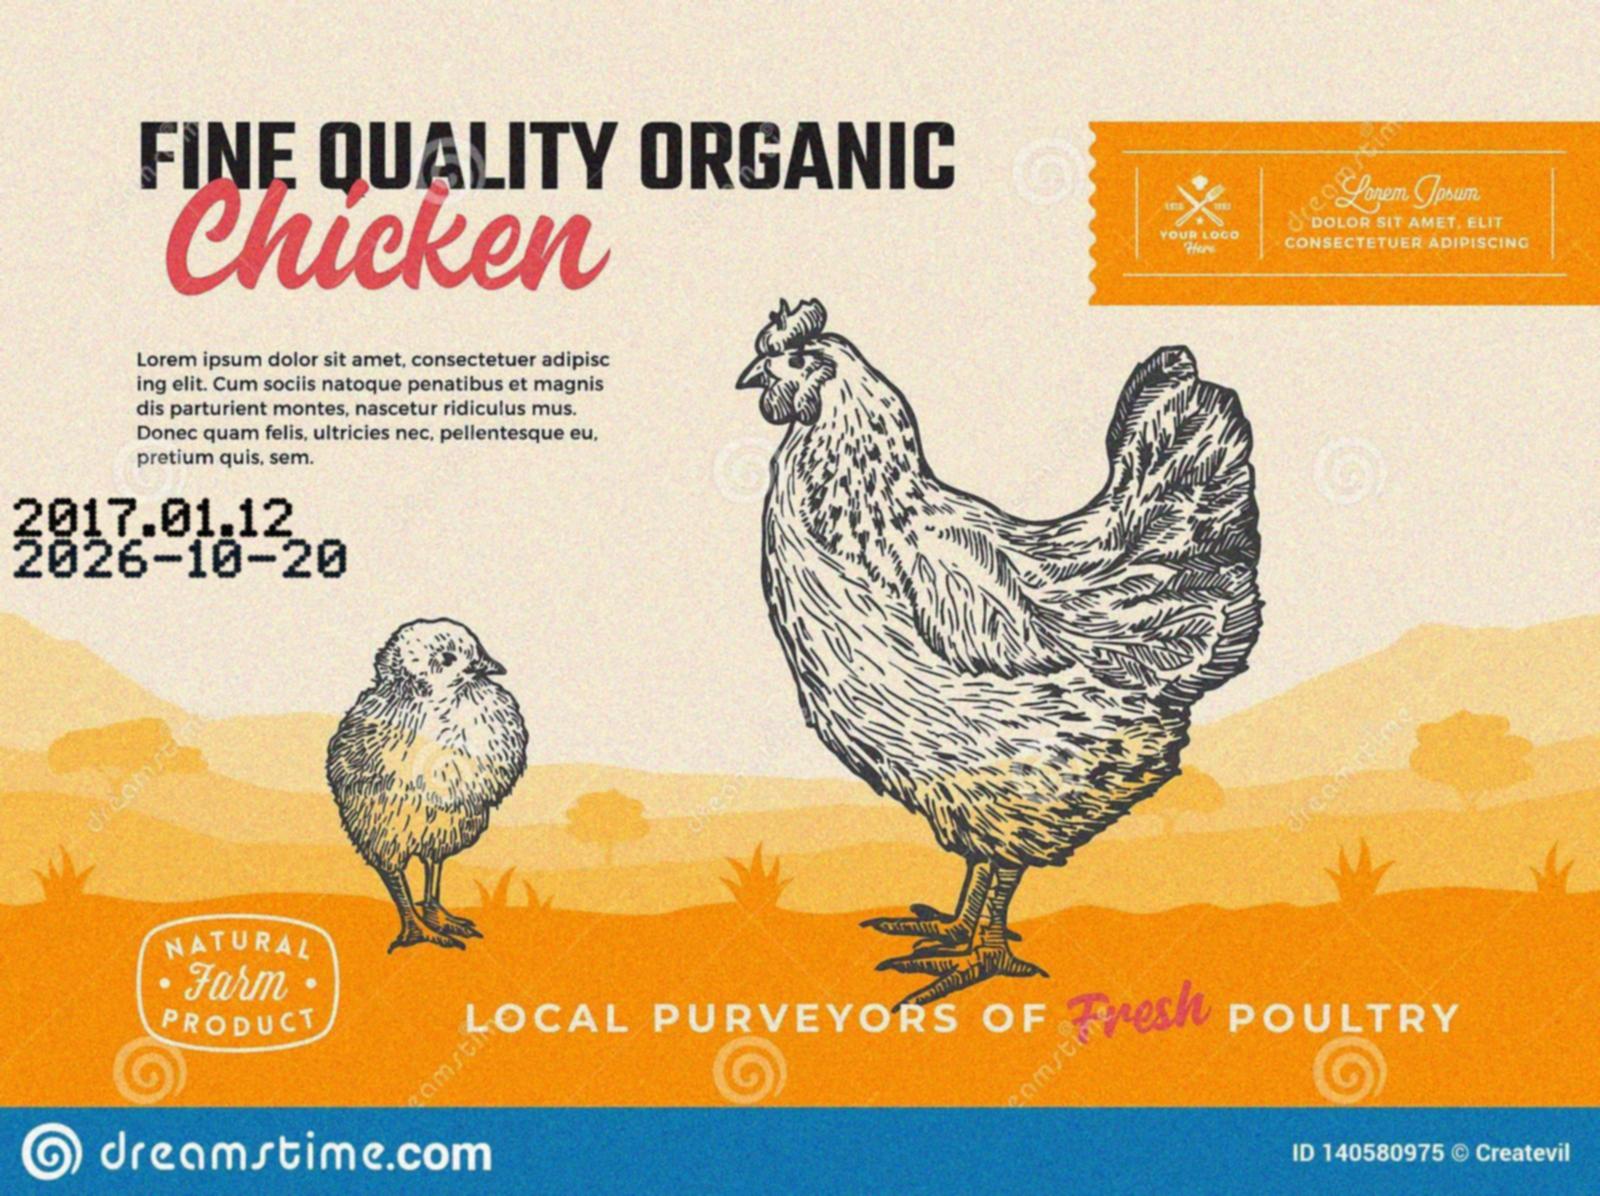 FINE QUALITY ORGANIC
Chicken
Lorem Ipsum
DOLOR SIT AMET, ELIT
CONSECTETUER ADIPISCING
YOUR LOGO
Here
Lorem ipsum dolor sit amet, consectetuer adipisc
ing elit. Cum sociis natoque penatibus et magnis
dis parturient montes, nascetur ridiculus mus.
Donec quam felis, ultricies nec, pellentesque eu,
pretium quis, sem.
2017.01.12
2026-10-20
NATURAL
Farm
PRODUCT
LOCAL PURVEYORS OF Fresh POULTRY
dreamstime.com
ID 140580975 © Createvil